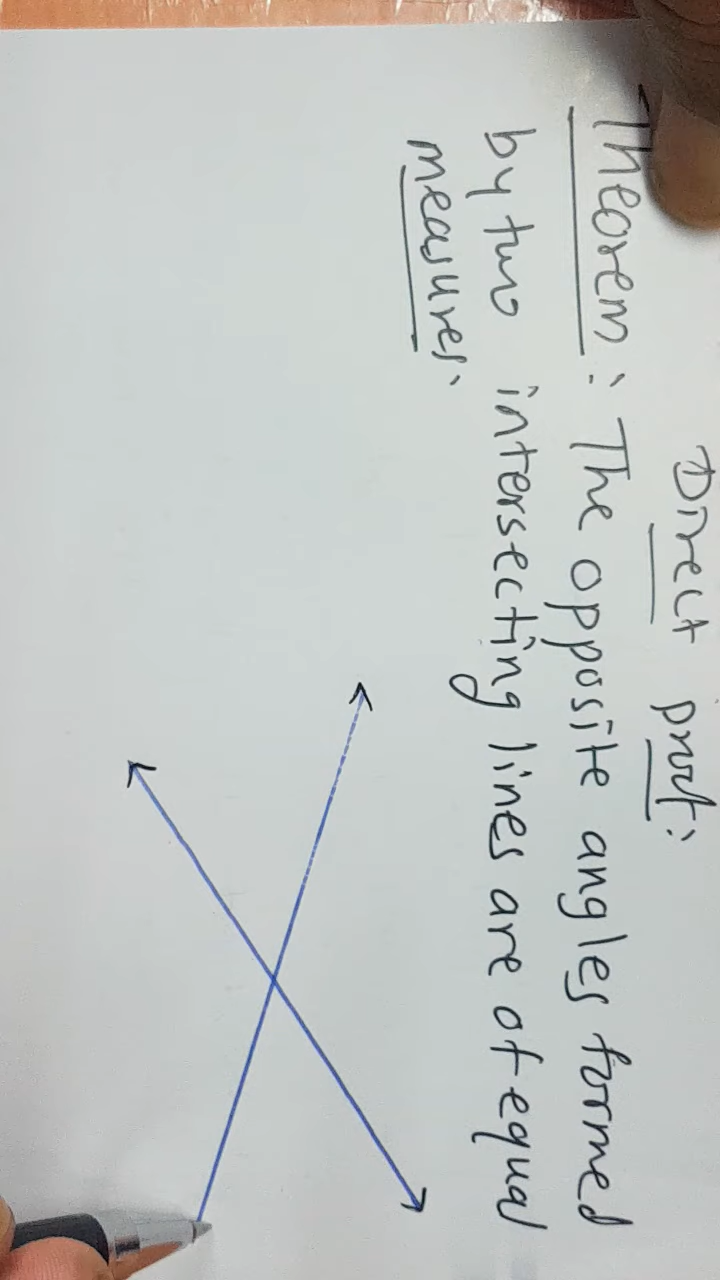 Direct proof:
Theorem: The opposite angles formed
by two intersecting lines are of equal
measures.